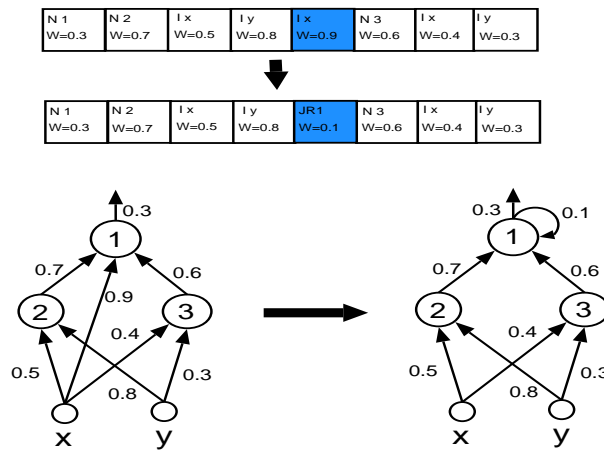 N 1 N 2 I x I y I x N 3 I x I y
W=0.3 W=0.7 W=0.5 W=0.8 W=0.9 W=0.6 W=0.4 W=0.3
N 1 N 2 I x I y JR1 N 3 I x I y
W=0.3 W=0.7 W=0.5 W=0.8 W=0.1 W=0.6 W=0.4 W=0.3
0.3 0.3 0.1
1 1
0.7 0.6 0.7 0.6
0.9
2 3 2 3
0.4 0.4
0.5 0.3 0.5 0.3
0.8 0.8
x y x y